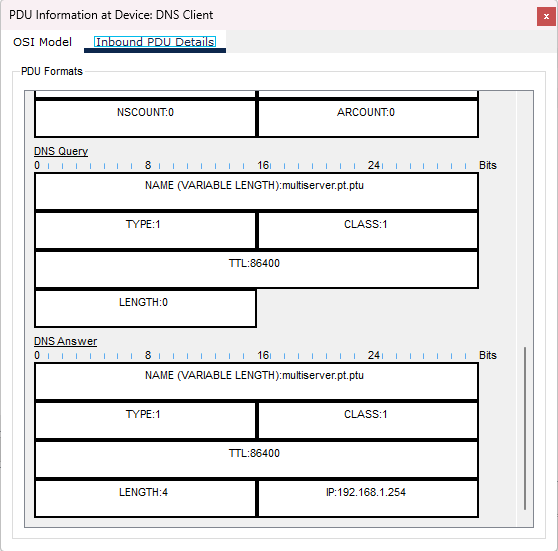 PDU Information at Device: DNS Client
x
OSI Model Inbound PDU Details
PDU Formats
NSCOUNT:0 ARCOUNT:0
DNS Query
0 8 16 24 Bits
NAME (VARIABLE LENGTH):multiserver.pt.ptu
TYPE:1 CLASS:1
TTL:86400
LENGTH:0
DNS Answer
0 8 16 24 Bits
NAME (VARIABLE LENGTH):multiserver.pt.ptu
TYPE:1 CLASS:1
TTL:86400
LENGTH:4 IP:192.168.1.254